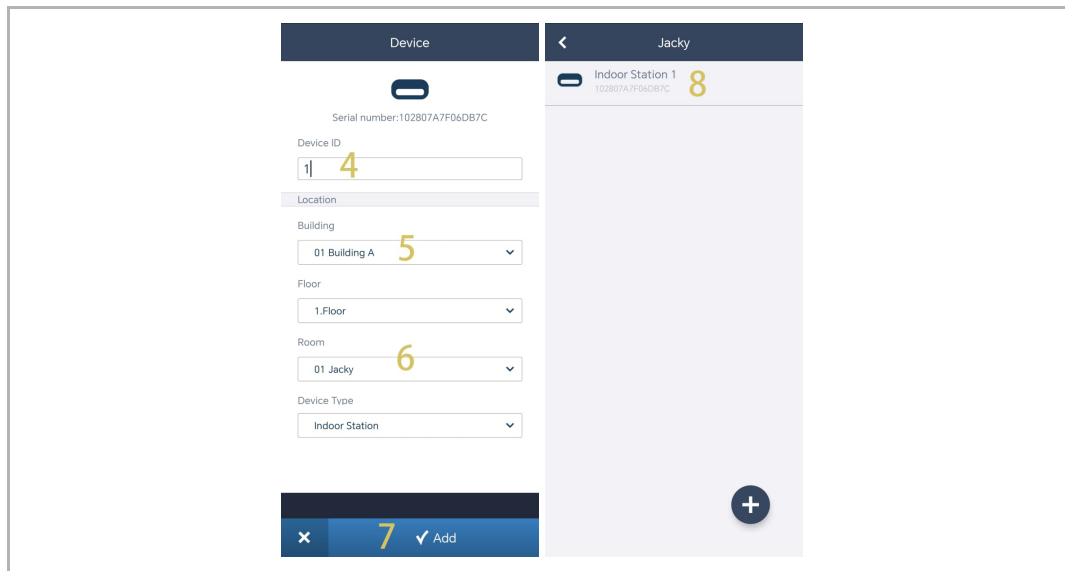 Device
Serial number:102807A7F06DB7C
Device ID
1
4
Location
Building
01 Building A
5
Floor
1.Floor
Room
01 Jacky
6
Device Type
Indoor Station
7
Add
Jacky
Indoor Station 1
102807A7F06DB7C
8